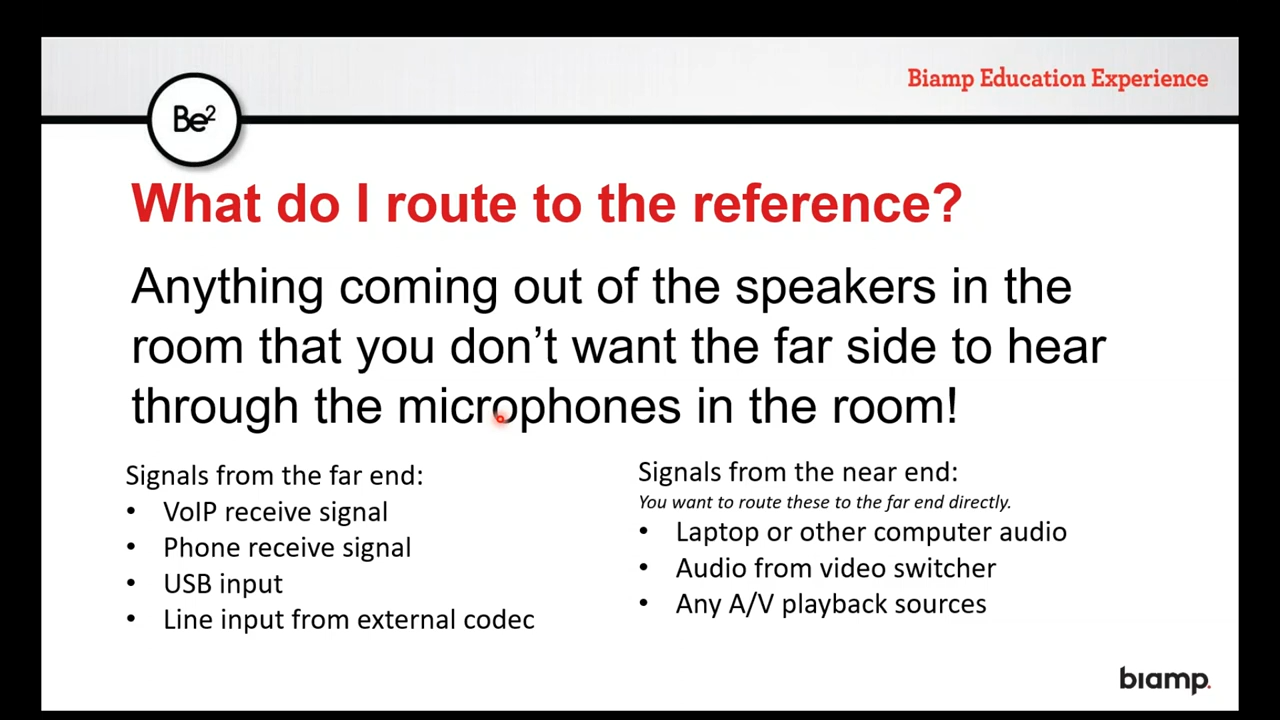 Biamp Education Experience
Be²
What do I route to the reference?
Anything coming out of the speakers in the
room that you don’t want the far side to hear
through the microphones in the room!
Signals from the far end:
• VoIP receive signal
• Phone receive signal
• USB input
• Line input from external codec
Signals from the near end:
You want to route these to the far end directly.
• Laptop or other computer audio
• Audio from video switcher
• Any A/V playback sources
biamp.